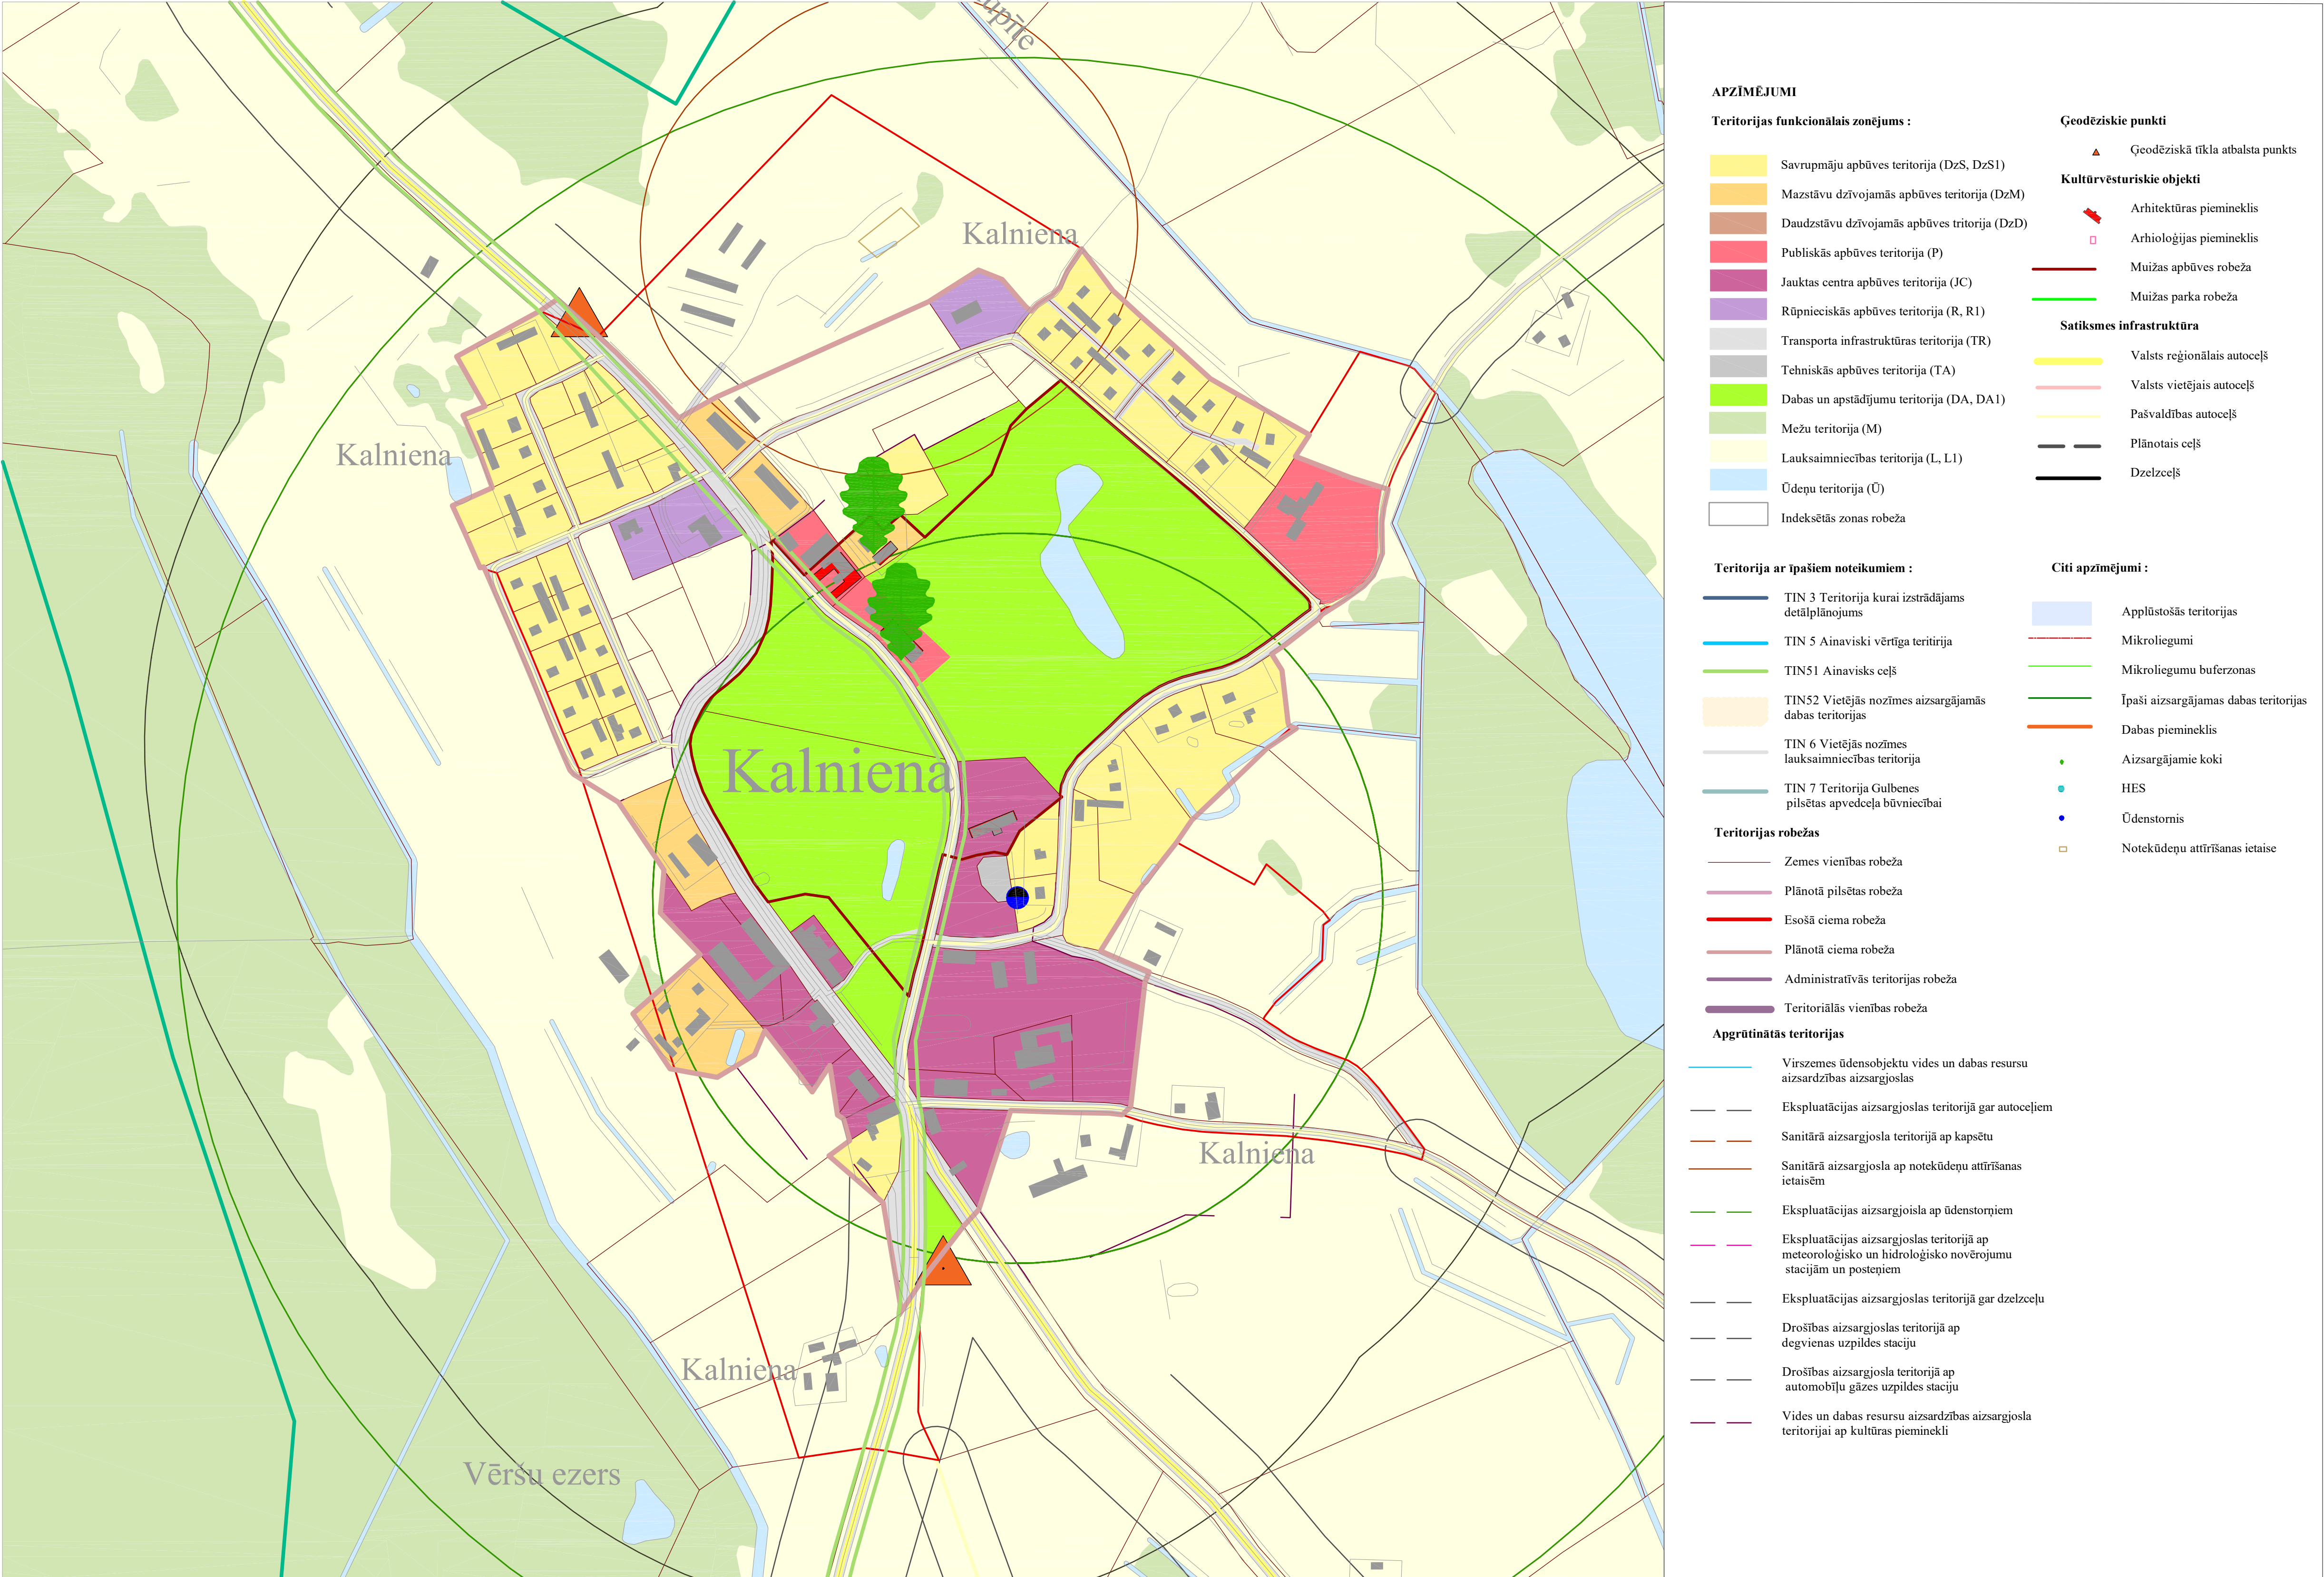 upīte
Kalniena
Kalniena
Kalniena
Kalniena
Kalniena
Vēršu ezers
APZĪMĒJUMI
Teritorijas funkcionālais zonējums :
Savrupmāju apbūves teritorija (DzS, DzS1)
Mazstāvu dzīvojamās apbūves teritorija (DzM)
Daudzstāvu dzīvojamās apbūves tritorija (DzD)
Publiskās apbūves teritorija (P)
Jauktas centra apbūves teritorija (JC)
Rūpnieciskās apbūves teritorija (R, R1)
Transporta infrastruktūras teritorija (TR)
Tehniskās apbūves teritorija (TA)
Dabas un apstādījumu teritorija (DA, DA1)
Mežu teritorija (M)
Lauksaimniecības teritorija (L, L1)
Ūdeņu teritorija (Ū)
Indeksētās zonas robeža
Teritorija ar īpašiem noteikumiem :
TIN 3 Teritorija kurai izstrādājams
detālplānojums
TIN 5 Ainaviski vērtīga teritirija
TIN51 Ainavisks ceļš
TIN52 Vietējās nozīmes aizsargājamās
dabas teritorijas
TIN 6 Vietējās nozīmes
lauksaimniecības teritorija
TIN 7 Teritorija Gulbenes
pilsētas apvedceļa būvniecībai
Teritorijas robežas
Zemes vienības robeža
Plānotā pilsētas robeža
Esošā ciema robeža
Plānotā ciema robeža
Administratīvās teritorijas robeža
Teritoriālās vienības robeža
Apgrūtinātās teritorijas
Virszemes ūdensobjektu vides un dabas resursu
aizsardzības aizsargjoslas
Ekspluatācijas aizsargjoslas teritorijā gar autoceļiem
Sanitārā aizsargjosla teritorijā ap kapsētu
Sanitārā aizsargjosla ap notekūdeņu attīrīšanas
ietaisēm
Ekspluatācijas aizsargjoisla ap ūdenstorņiem
Ekspluatācijas aizsargjoslas teritorijā ap
meteoroloģisko un hidroloģisko novērojumu
stacijām un posteņiem
Ekspluatācijas aizsargjoslas teritorijā gar dzelzceļu
Drošības aizsargjoslas teritorijā ap
degvienas uzpildes staciju
Drošības aizsargjosla teritorijā ap
automobīļu gāzes uzpildes staciju
Vides un dabas resursu aizsardzības aizsargjosla
teritorijai ap kultūras pieminekli
Ģeodēziskie punkti
Ģeodēziskā tīkla atbalsta punkts
Kultūrvēsturiskie objekti
Arhitektūras piemineklis
Arhioloģijas piemineklis
Muižas apbūves robeža
Muižas parka robeža
Satiksmes infrastruktūra
Valsts reģionālais autoceļš
Valsts vietējais autoceļš
Pašvaldības autoceļš
Plānotais ceļš
Dzelzceļš
Citi apzīmējumi :
Applūstošās teritorijas
Mikroliegumi
Mikroliegumu buferzonas
Īpaši aizsargājamas dabas teritorijas
Dabas piemineklis
Aizsargājamie koki
HES
Ūdenstornis
Notekūdeņu attīrīšanas ietaise